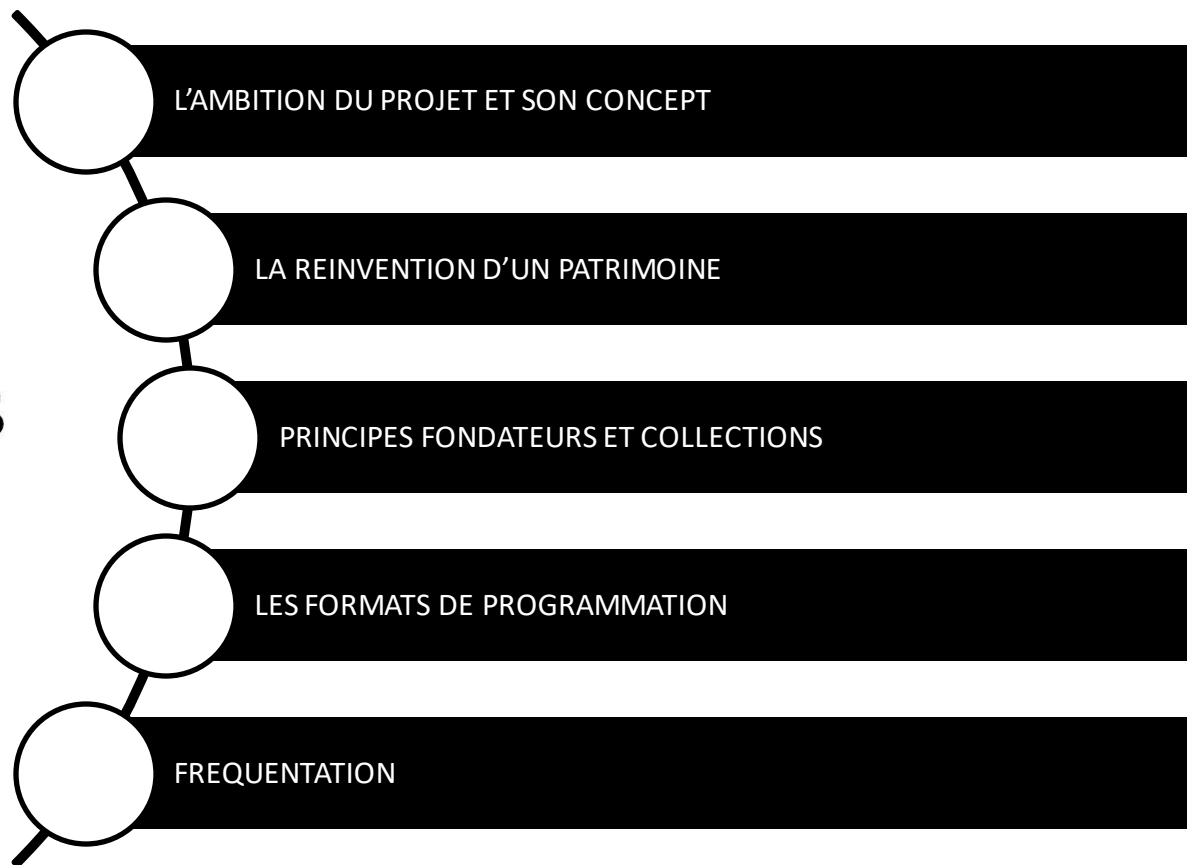 L’AMBITION DU PROJET ET SON CONCEPT
LA REINVENTION D’UN PATRIMOINE
PRINCIPES FONDATEURS ET COLLECTIONS
LES FORMATS DE PROGRAMMATION
FREQUENTATION